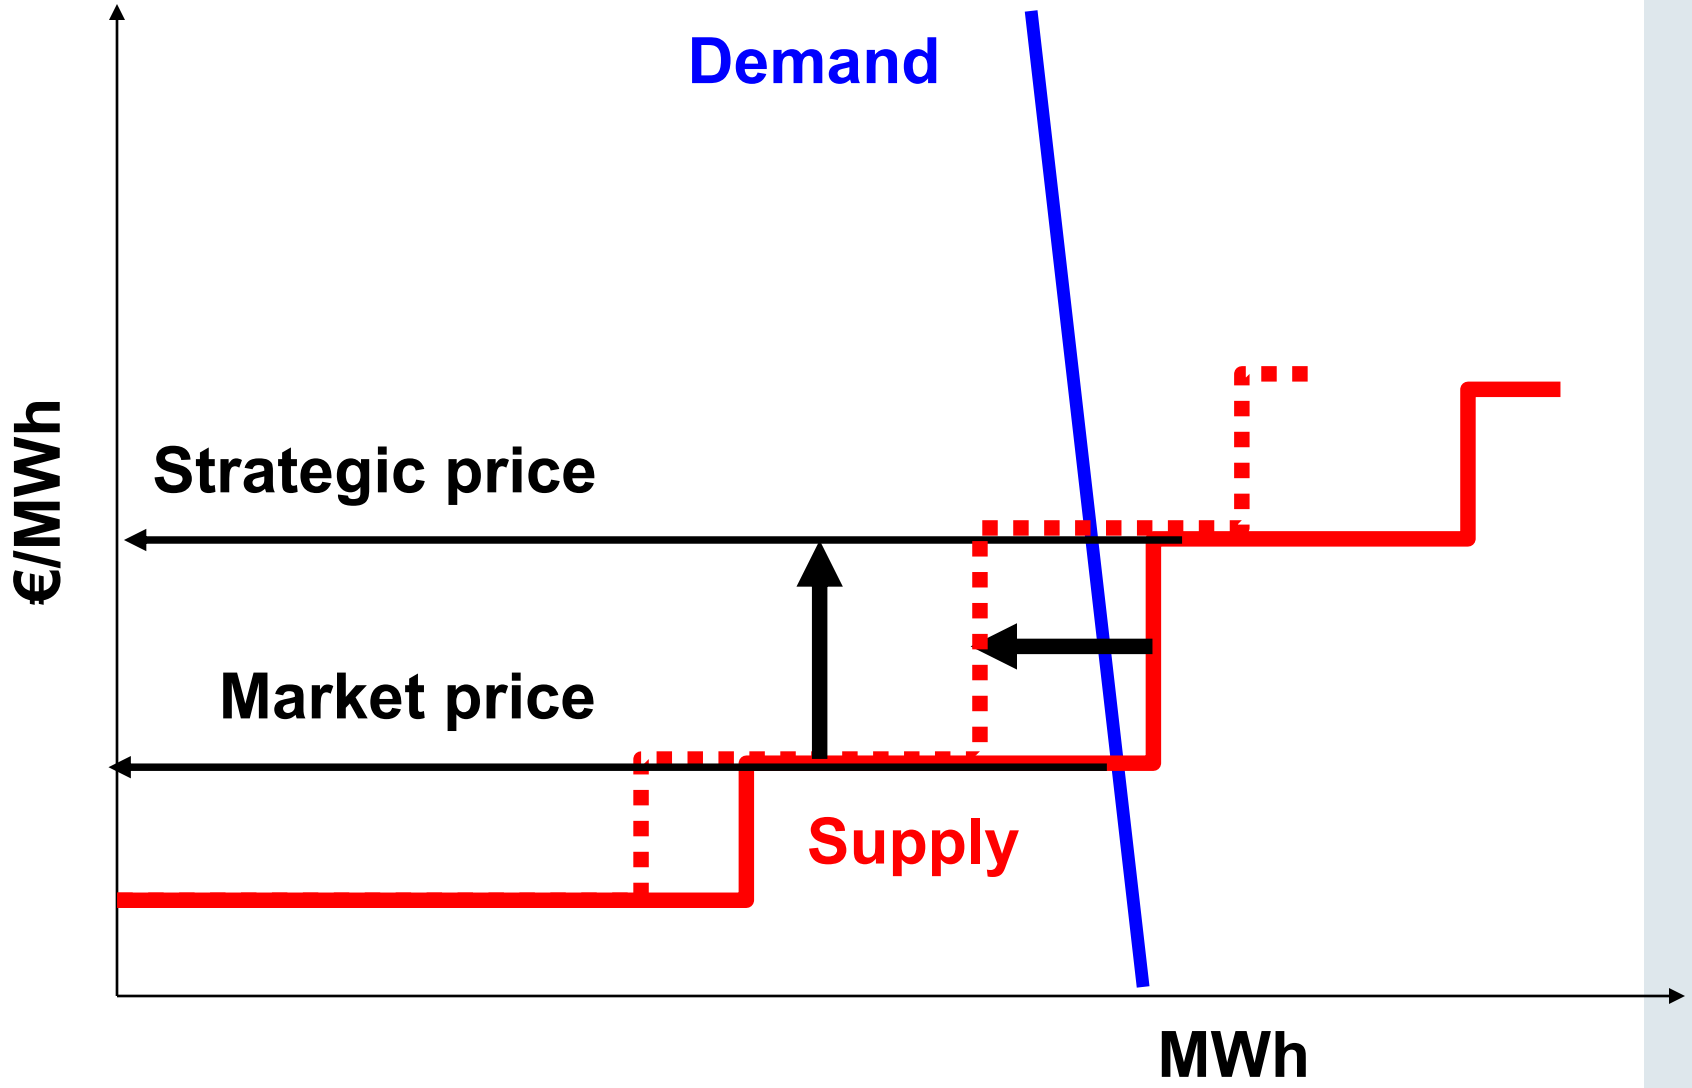 Demand
€/MWh
Strategic price
Market price
Supply
MWh